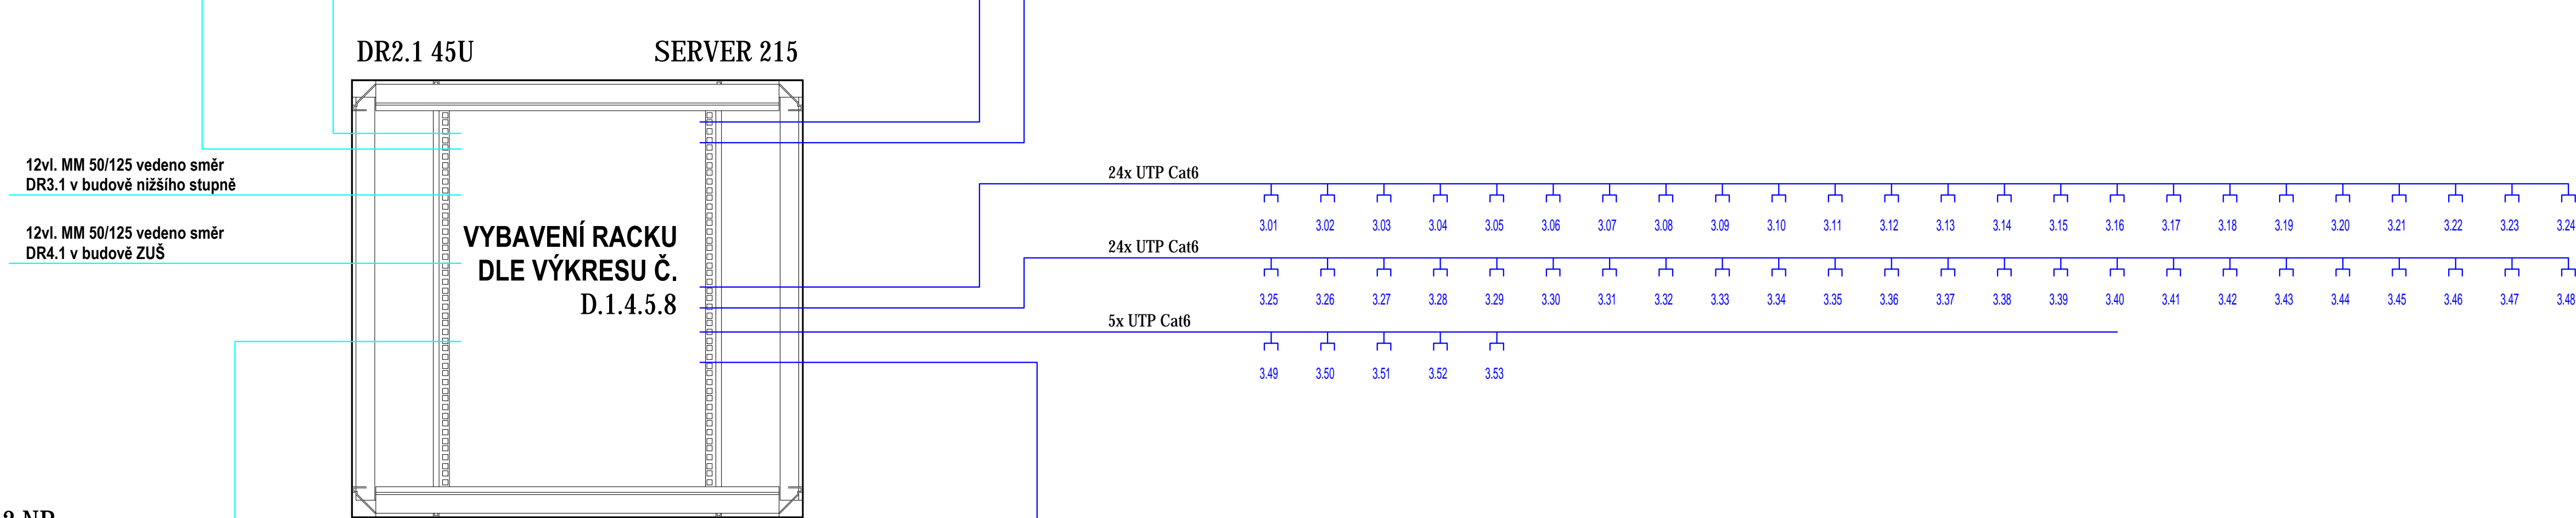 DR2.1 45U
SERVER 215
12vl. MM 50/125 vedeno směr
DR3.1 v budově nižšího stupně
12vl. MM 50/125 vedeno směr
DR4.1 v budově ZUŠ
VYBAVENÍ RACKU
DLE VÝKRESU Č.
D.1.4.5.8
24x UTP Cat6
3.01 3.02 3.03 3.04 3.05 3.06 3.07 3.08 3.09 3.10 3.11 3.12 3.13 3.14 3.15 3.16 3.17 3.18 3.19 3.20 3.21 3.22 3.23 3.24
24x UTP Cat6
3.25 3.26 3.27 3.28 3.29 3.30 3.31 3.32 3.33 3.34 3.35 3.36 3.37 3.38 3.39 3.40 3.41 3.42 3.43 3.44 3.45 3.46 3.47 3.48
5x UTP Cat6
3.49 3.50 3.51 3.52 3.53